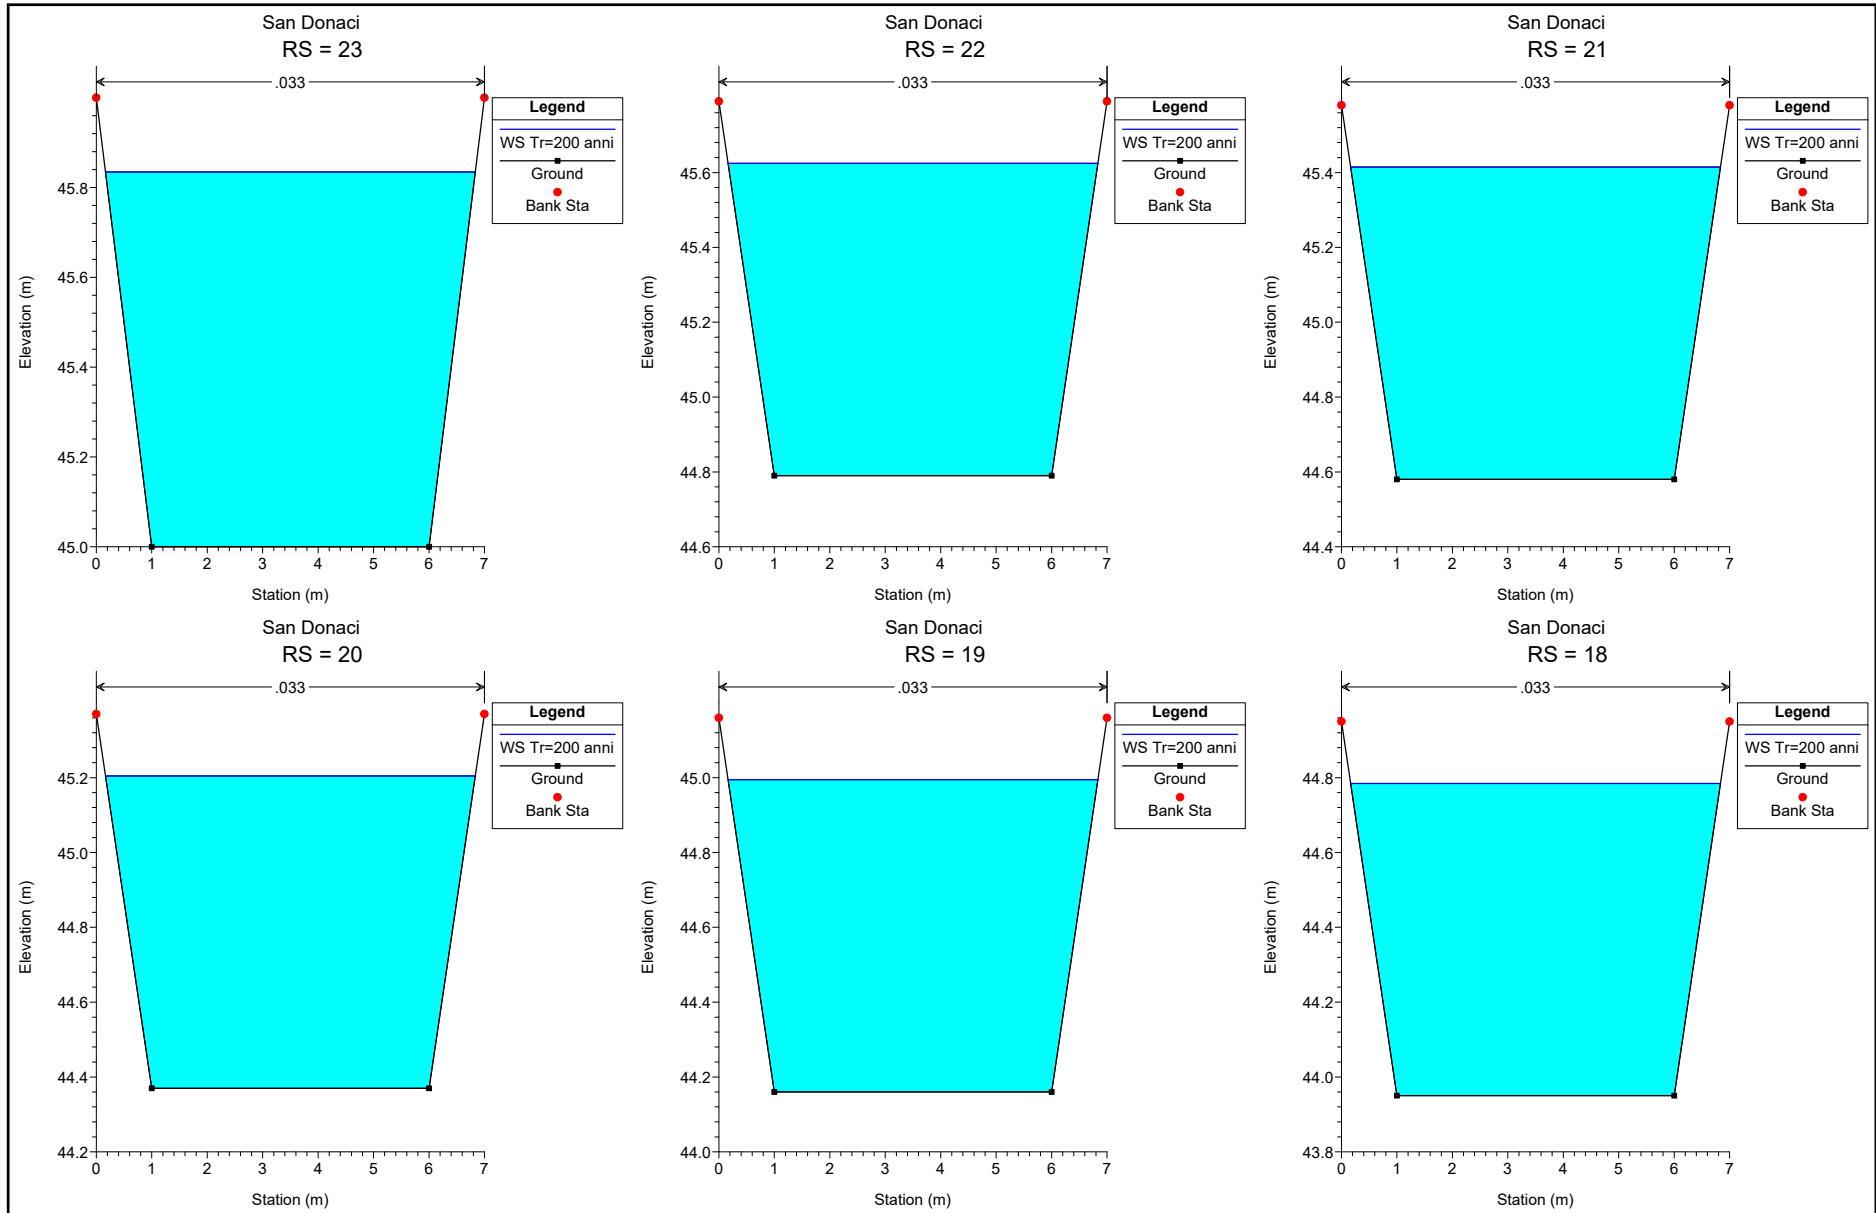 San Donaci
RS = 23
.033
Legend
WS Tr=200 anni
Ground
Bank Sta
45.8
45.6
45.4
45.2
45.0
Elevation (m)
0 1 2 3 4 5 6 7
Station (m)
San Donaci
RS = 22
.033
Legend
WS Tr=200 anni
Ground
Bank Sta
45.6
45.4
45.2
45.0
44.8
44.6
Elevation (m)
0 1 2 3 4 5 6 7
Station (m)
San Donaci
RS = 21
.033
Legend
WS Tr=200 anni
Ground
Bank Sta
45.4
45.2
45.0
44.8
44.6
44.4
Elevation (m)
0 1 2 3 4 5 6 7
Station (m)
San Donaci
RS = 20
.033
Legend
WS Tr=200 anni
Ground
Bank Sta
45.2
45.0
44.8
44.6
44.4
44.2
Elevation (m)
0 1 2 3 4 5 6 7
Station (m)
San Donaci
RS = 19
.033
Legend
WS Tr=200 anni
Ground
Bank Sta
45.0
44.8
44.6
44.4
44.2
44.0
Elevation (m)
0 1 2 3 4 5 6 7
Station (m)
San Donaci
RS = 18
.033
Legend
WS Tr=200 anni
Ground
Bank Sta
44.8
44.6
44.4
44.2
44.0
43.8
Elevation (m)
0 1 2 3 4 5 6 7
Station (m)